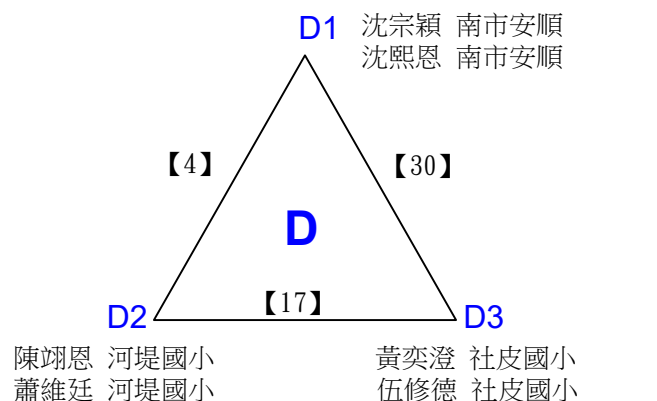 D1 沈宗穎 南市安順
沈熙恩 南市安順
【4】 【30】
D
【17】
D2 D3
陳翊恩 河堤國小 黃奕澄 社皮國小
蕭維廷 河堤國小 伍修德 社皮國小